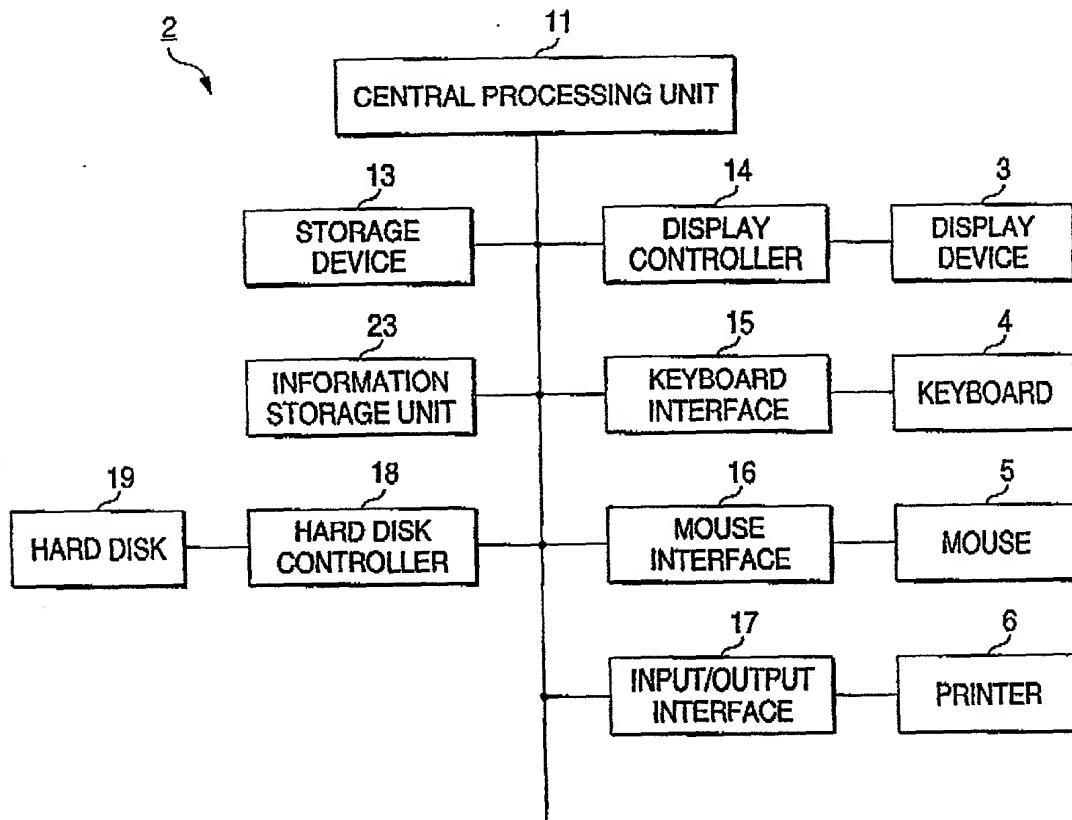 2
11
CENTRAL PROCESSING UNIT
13
STORAGE
DEVICE
14
DISPLAY
CONTROLLER
3
DISPLAY
DEVICE
23
INFORMATION
STORAGE UNIT
15
KEYBOARD
INTERFACE
4
KEYBOARD
19
HARD DISK
18
HARD DISK
CONTROLLER
16
MOUSE
INTERFACE
5
MOUSE
17
INPUT/OUTPUT
INTERFACE
6
PRINTER